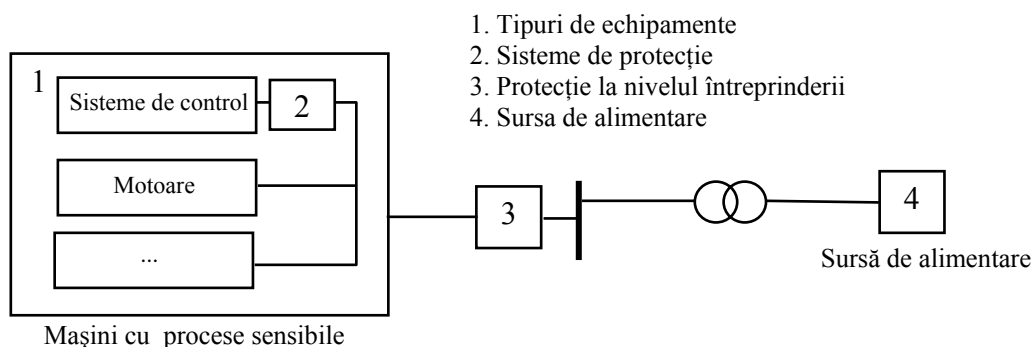 1. Tipuri de echipamente
2. Sisteme de protecție
3. Protecție la nivelul întreprinderii
4. Sursa de alimentare
1
Sisteme de control
2
Motoare
...
3
4
Sursă de alimentare
Mașini cu procese sensibile